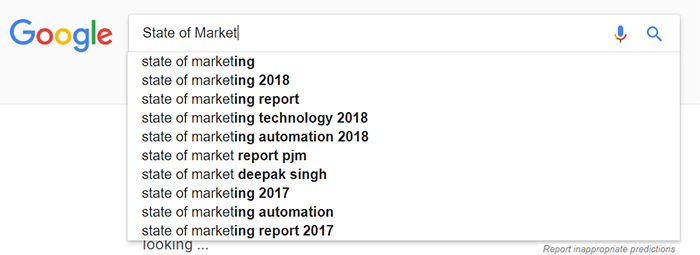 Google
State of Market
state of marketing
state of marketing 2018
state of marketing report
state of marketing technology 2018
state of marketing automation 2018
state of market report pjm
state of market deepak singh
state of marketing 2017
state of marketing automation
state of marketing report 2017
looking ...
Report inappropriate predictions